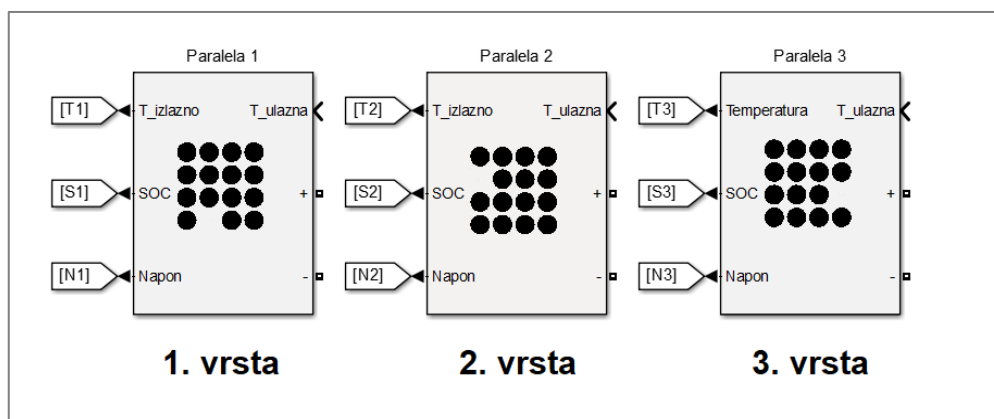 Paralela 1
Paralela 2
Paralela 3
[T1]
T_izlazno
T_ulazna
[T2]
T_izlazno
T_ulazna
[T3]
Temperatura
T_ulazna
[S1]
SOC
+
[S2]
SOC
+
[S3]
SOC
+
[N1]
Napon
-
[N2]
Napon
-
[N3]
Napon
-
1. vrsta
2. vrsta
3. vrsta